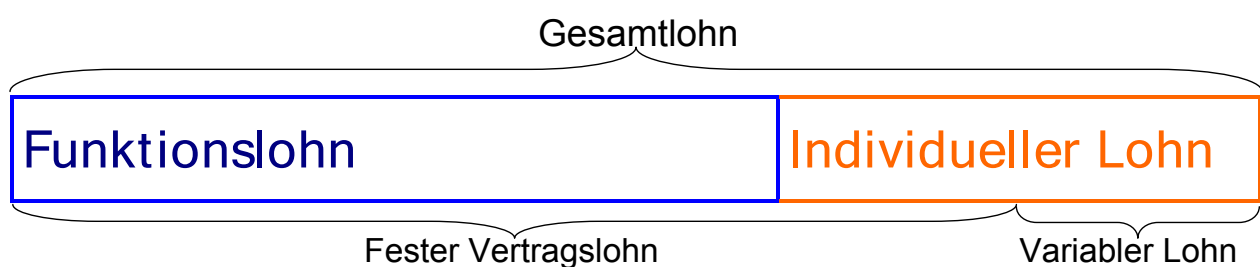 Gesamtlohn
Funktionslohn Individueller Lohn
Fester Vertragslohn Variabler Lohn